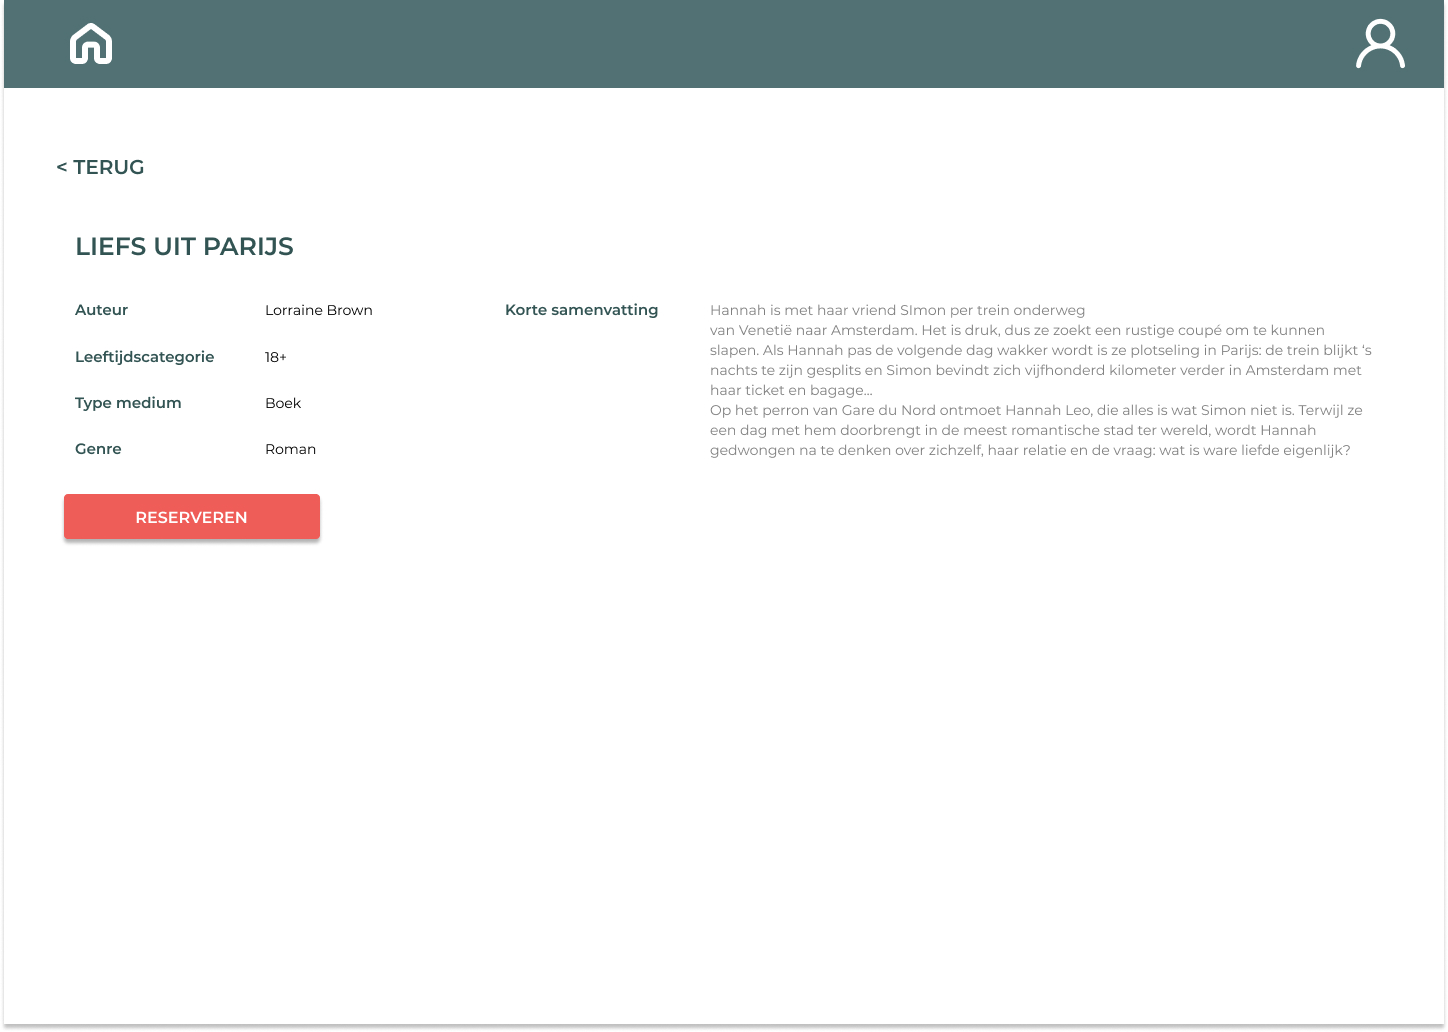 < TERUG
LIEFS UIT PARIJS
Auteur
Lorraine Brown
Leeftijdscategorie
18+
Type medium
Boek
Genre
Roman
Korte samenvatting
Hannah is met haar vriend SImon per trein onderweg
van Venetië naar Amsterdam. Het is druk, dus ze zoekt een rustige coupé om te kunnen
slapen. Als Hannah pas de volgende dag wakker wordt is ze plotseling in Parijs: de trein blijkt ‘s
nachts te zijn gesplits en Simon bevindt zich vijfhonderd kilometer verder in Amsterdam met
haar ticket en bagage...
Op het perron van Gare du Nord ontmoet Hannah Leo, die alles is wat Simon niet is. Terwijl ze
een dag met hem doorbrengt in de meest romantische stad ter wereld, wordt Hannah
gedwongen na te denken over zichzelf, haar relatie en de vraag: wat is ware liefde eigenlijk?
RESERVEREN